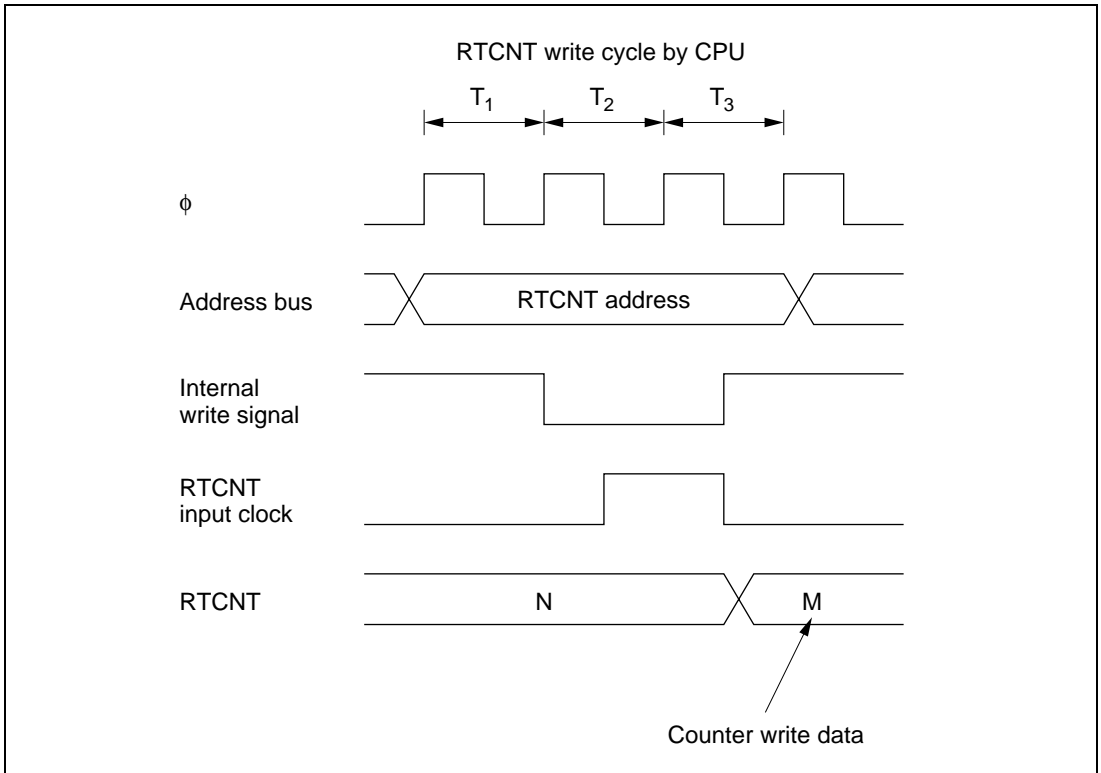 RTCNT write cycle by CPU
T1 T2 T3
ϕ
Address bus
RTCNT address
Internal
write signal
RTCNT
input clock
RTCNT
N
M
Counter write data